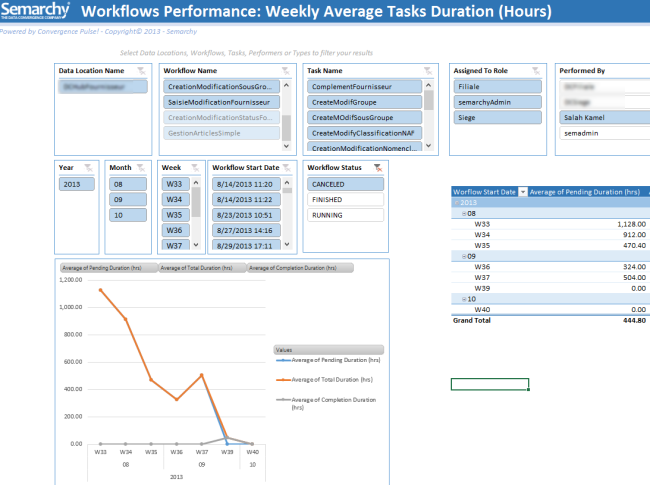 Semarchy
THE DATA CONVERGENCE COMPANY
Workflows Performance: Weekly Average Tasks Duration (Hours)
Powered by Convergence Pulse! - Copyright© 2013 - Semarchy
Select Data Locations, Workflows, Tasks, Performers or Types to filter your results
Data Location Name
Workflow Name
CreationModificationSousGro...
SaisieModificationFournisseur
CreationModificationStatusFo...
GestionArticlesSimple
Task Name
ComplementFournisseur
CreateModifGroupe
CreateMOdifSousGroupe
CreateModifyClassificationNAF
CreationModificationNomencl...
Assigned To Role
Filiale
semarchyAdmin
Siege
Performed By
Salah Kamel
semadmin
Year
2013
Month
08
09
10
Week
W33
W34
W35
W36
W37
Workflow Start Date
8/14/2013 11:20
8/14/2013 11:22
8/23/2013 10:51
8/27/2013 14:16
8/29/2013 17:11
Workflow Status
CANCELED
FINISHED
RUNNING
Worfklow Start Date Average of Pending Duration (hrs)
2013
08
W33 1,128.00
W34 912.00
W35 470.40
09
W36 324.00
W37 504.00
W39 0.00
10
W40 0.00
Grand Total 444.80
Average of Pending Duration (hrs) Average of Total Duration (hrs) Average of Completion Duration (hrs)
1,200.00
1,000.00
800.00
600.00
400.00
200.00
0.00
W33 W34 W35 W36 W37 W39 W40
08 09 10
2013
Values
Average of Pending Duration (hrs)
Average of Total Duration (hrs)
Average of Completion Duration
(hrs)